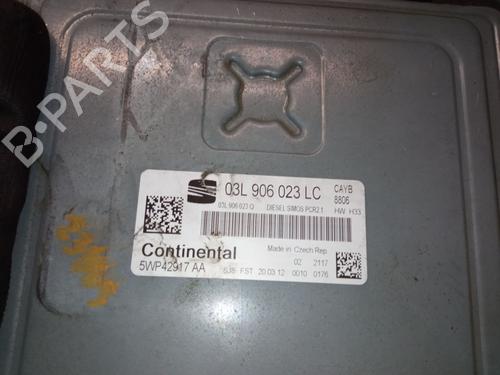 B-PARTS
03L 906 023 LC
CAYB
8806
03L 906 023 Q DIESEL SIMOS PCR2.1 HW H33
Continental
Made in Czech Rep.
02 2117
5WP42917 AA
SJ8 FST 20.03.12 0010 0176